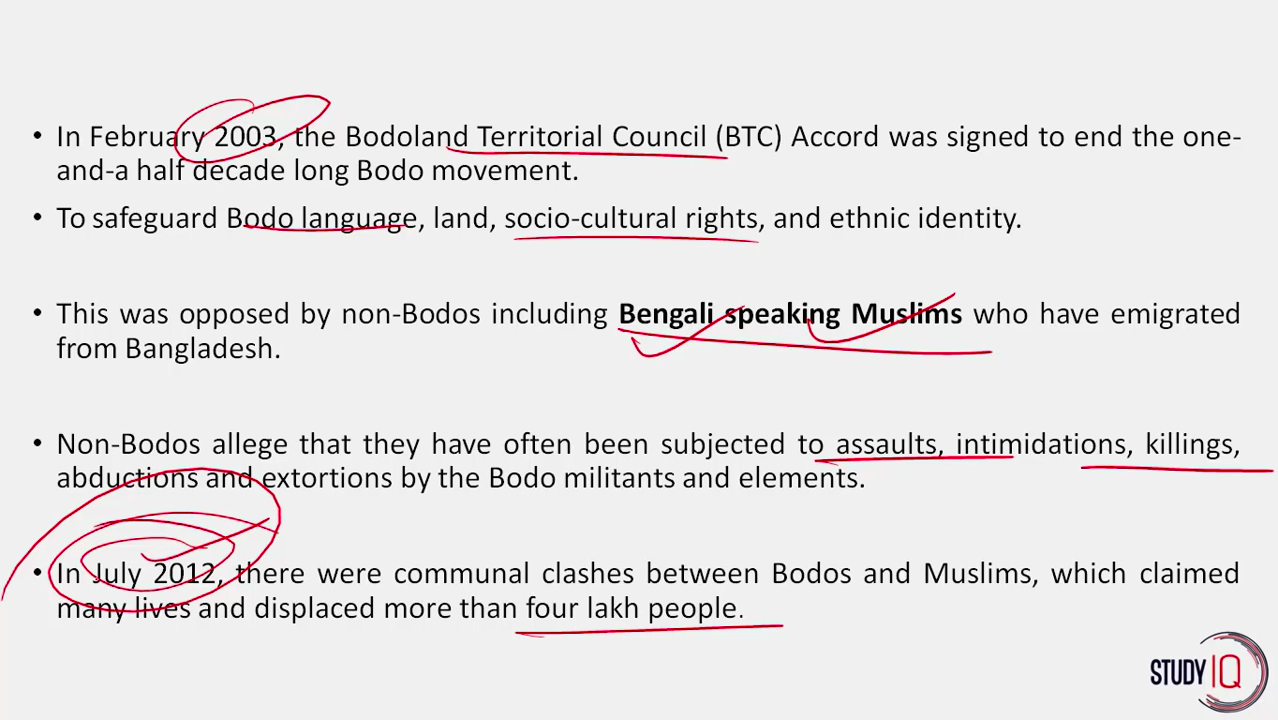 • In February 2003, the Bodoland Territorial Council (BTC) Accord was signed to end the one-
and-a half decade long Bodo movement.
• To safeguard Bodo language, land, socio-cultural rights, and ethnic identity.
• This was opposed by non-Bodos including Bengali speaking Muslims who have emigrated
from Bangladesh.
• Non-Bodos allege that they have often been subjected to assaults, intimidations, killings,
abductions and extortions by the Bodo militants and elements.
• In July 2012, there were communal clashes between Bodos and Muslims, which claimed
many lives and displaced more than four lakh people.
STUDY IQ